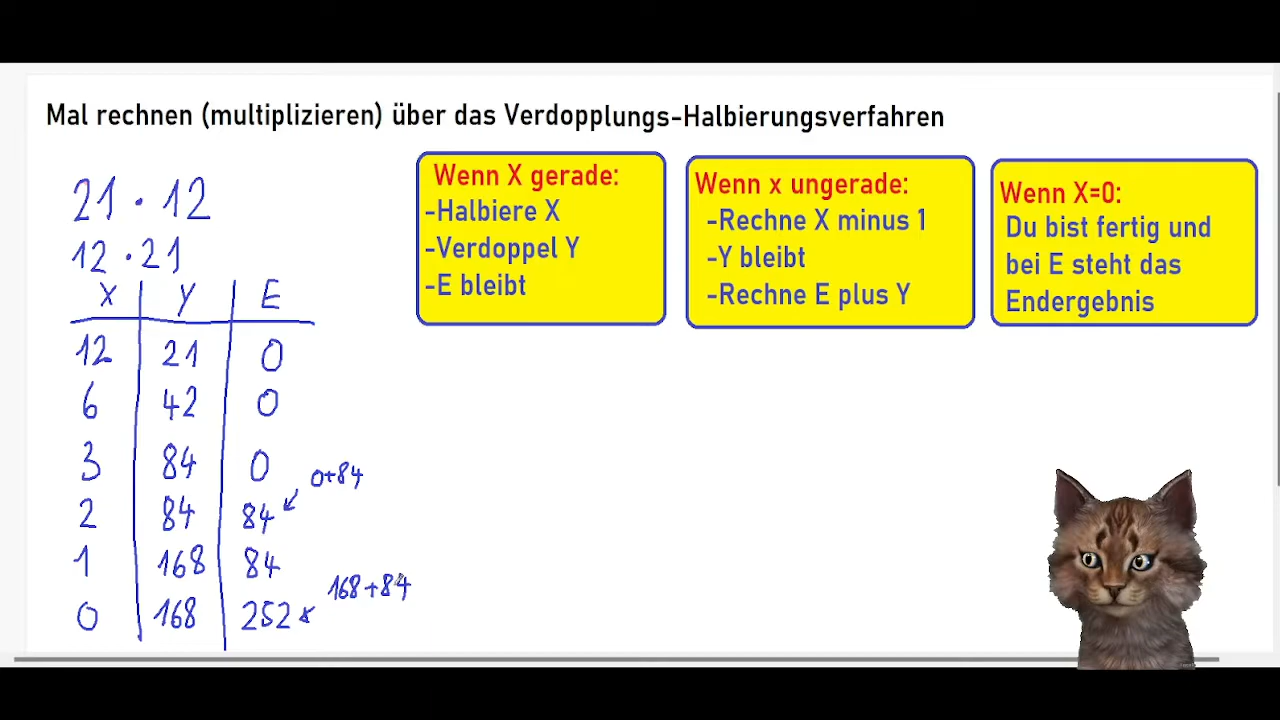 Mal rechnen (multiplizieren) über das Verdopplungs-Halbierungsverfahren
21 · 12
12 · 21
X Y E
12 21 0
6 42 0
3 84 0
0+84
2 84 84
1 168 84
168+84
0 168 252
Wenn X gerade:
-Halbiere X
-Verdoppel Y
-E bleibt
Wenn x ungerade:
-Rechne X minus 1
-Y bleibt
-Rechne E plus Y
Wenn X=0:
Du bist fertig und
bei E steht das
Endergebnis